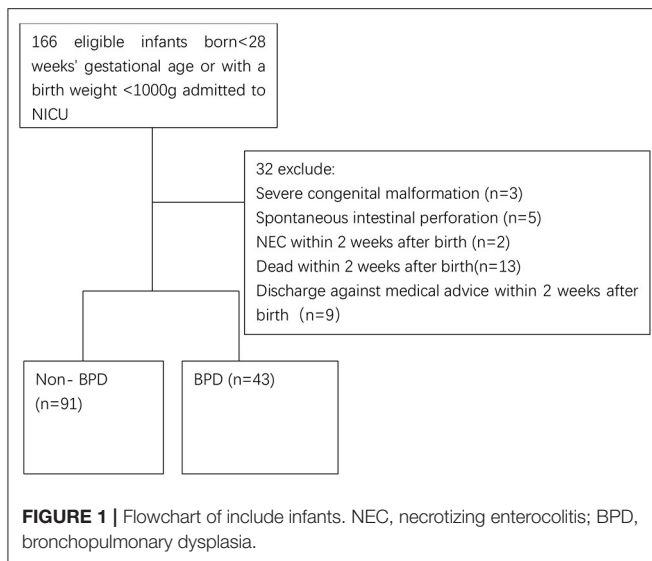 166 eligible infants born<28
weeks' gestational age or with a
birth weight <1000g admitted to
NICU
32 exclude:
Severe congenital malformation (n=3)
Spontaneous intestinal perforation (n=5)
NEC within 2 weeks after birth (n=2)
Dead within 2 weeks after birth(n=13)
Discharge against medical advice within 2 weeks after
birth（n=9）
Non- BPD
(n=91)
BPD (n=43)
FIGURE 1 | Flowchart of include infants. NEC, necrotizing enterocolitis; BPD,
bronchopulmonary dysplasia.